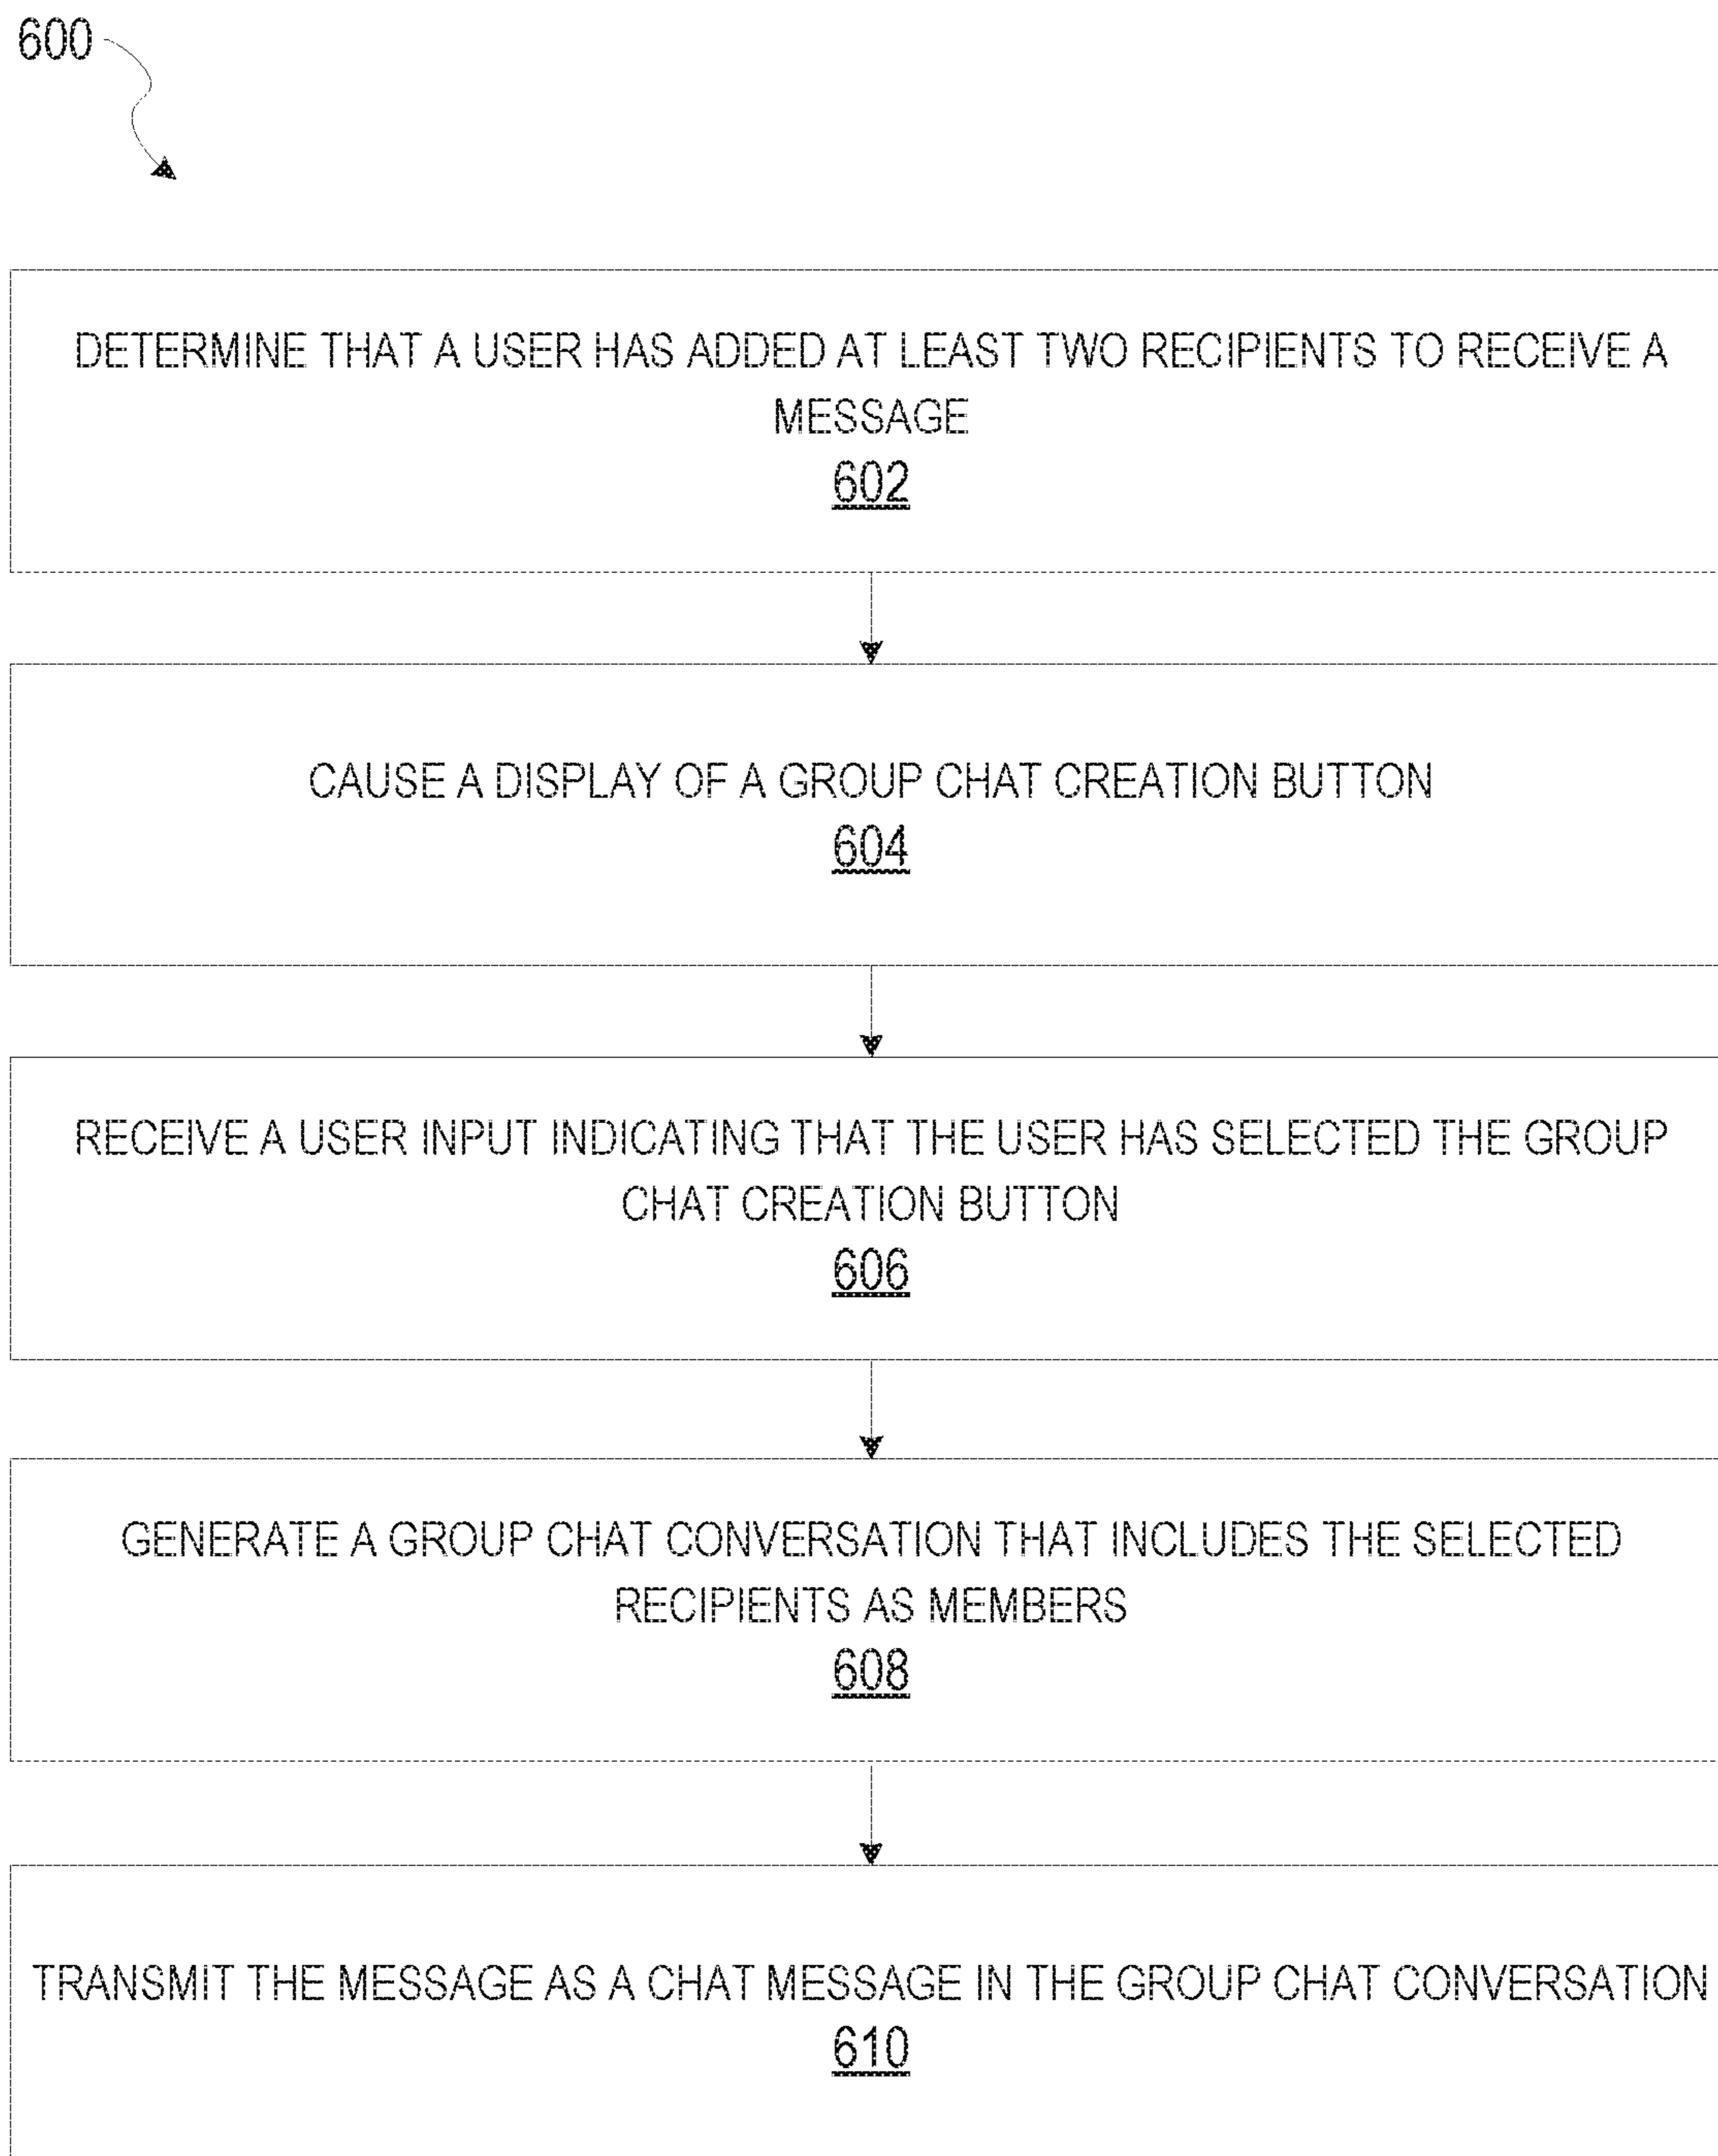 600
DETERMINE THAT A USER HAS ADDED AT LEAST TWO RECIPIENTS TO RECEIVE A
MESSAGE
602
CAUSE A DISPLAY OF A GROUP CHAT CREATION BUTTON
604
RECEIVE A USER INPUT INDICATING THAT THE USER HAS SELECTED THE GROUP
CHAT CREATION BUTTON
606
GENERATE A GROUP CHAT CONVERSATION THAT INCLUDES THE SELECTED
RECIPIENTS AS MEMBERS
608
TRANSMIT THE MESSAGE AS A CHAT MESSAGE IN THE GROUP CHAT CONVERSATION
610